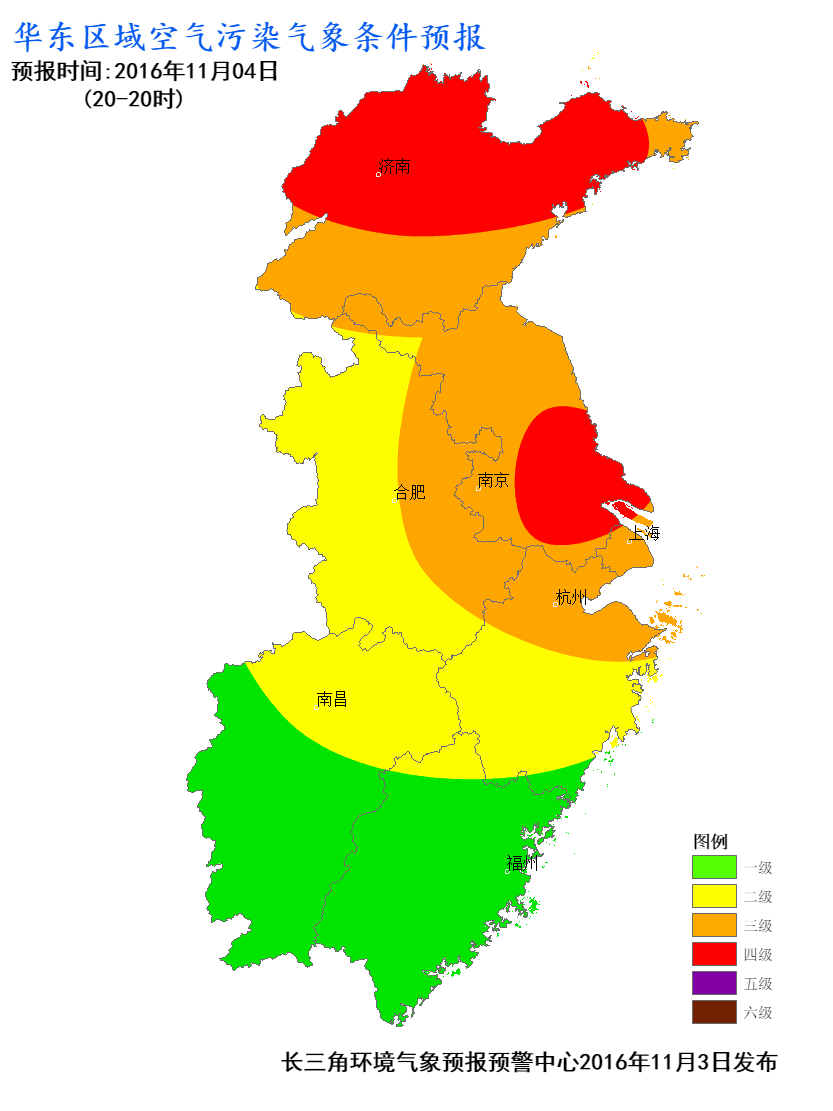 华东区域空气污染气象条件预报
预报时间:2016年11月04日
(20-20时)
济南
南京
合肥
上海
杭州
南昌
福州
图例
一级
二级
三级
四级
五级
六级
长三角环境气象预报预警中心2016年11月3日发布